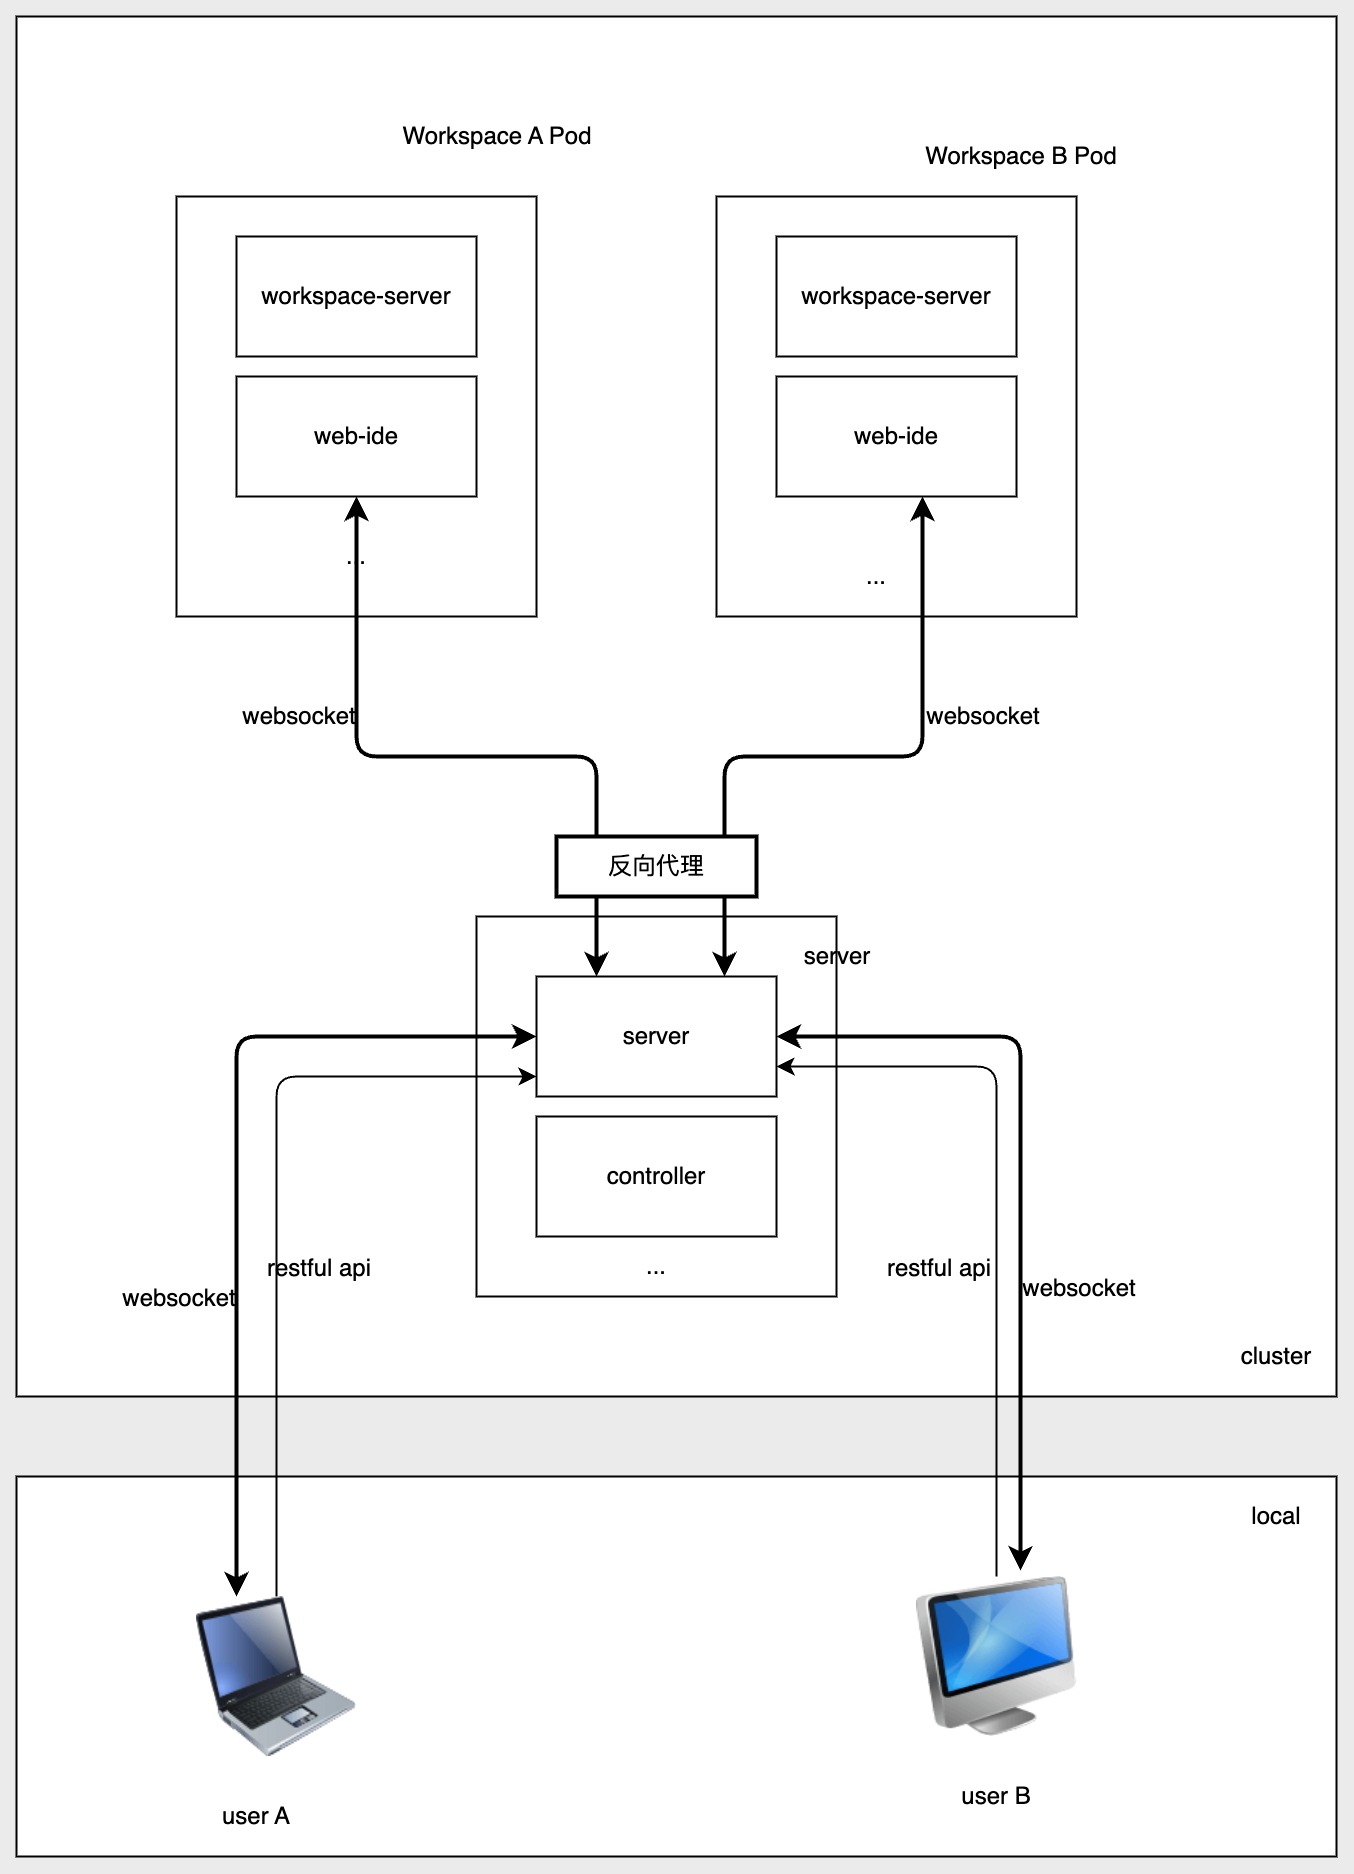 Workspace A Pod
Workspace B Pod
workspace-server
workspace-server
web-ide
web-ide
...
...
websocket
websocket
反向代理
server
server
controller
...
restful api
restful api
websocket
websocket
cluster
local
user A
user B